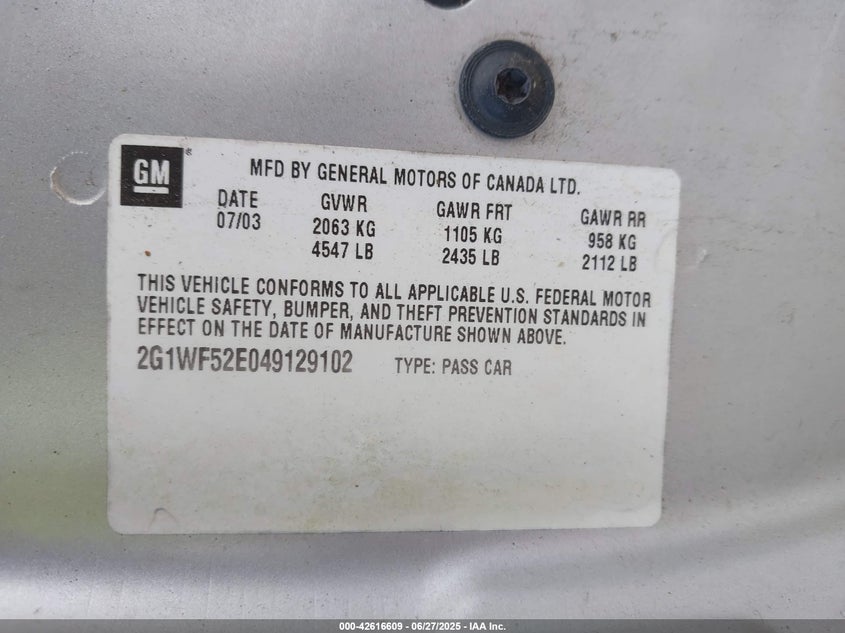 GM
MFD BY GENERAL MOTORS OF CANADA LTD.
DATE GVWR GAWR FRT GAWR RR
07/03 2063 KG 1105 KG 958 KG
4547 LB 2435 LB 2112 LB
THIS VEHICLE CONFORMS TO ALL APPLICABLE U.S. FEDERAL MOTOR
VEHICLE SAFETY, BUMPER, AND THEFT PREVENTION STANDARDS IN
EFFECT ON THE DATE OF MANUFACTURE SHOWN ABOVE.
2G1WF52E049129102 TYPE: PASS CAR
000-42616609 - 06/27/2025 - IAA Inc.